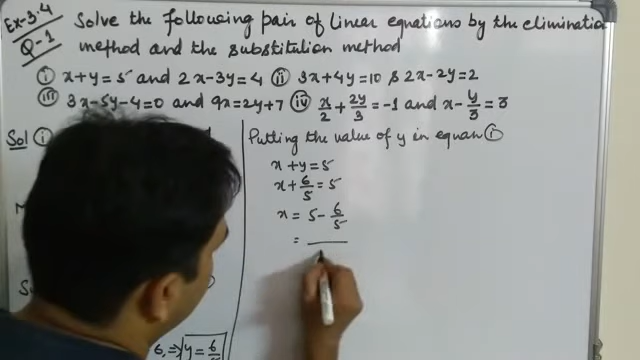 Ex-3.4
Q-1
Solve the following pair of linear equations by the elimination
method and the substitution method
(i) x+y=5 and 2x-3y=4 (ii) 3x+4y=10 & 2x-2y=2
(iii) 3x-5y-4=0 and 9x=2y+7 (iv) x/2+2y/3=-1 and x-y/3=3
Sol (i)
6, ⇒ y=6/
Putting the value of y in equan (i)
x+y=5
x+6/5=5
x=5-6/5
=